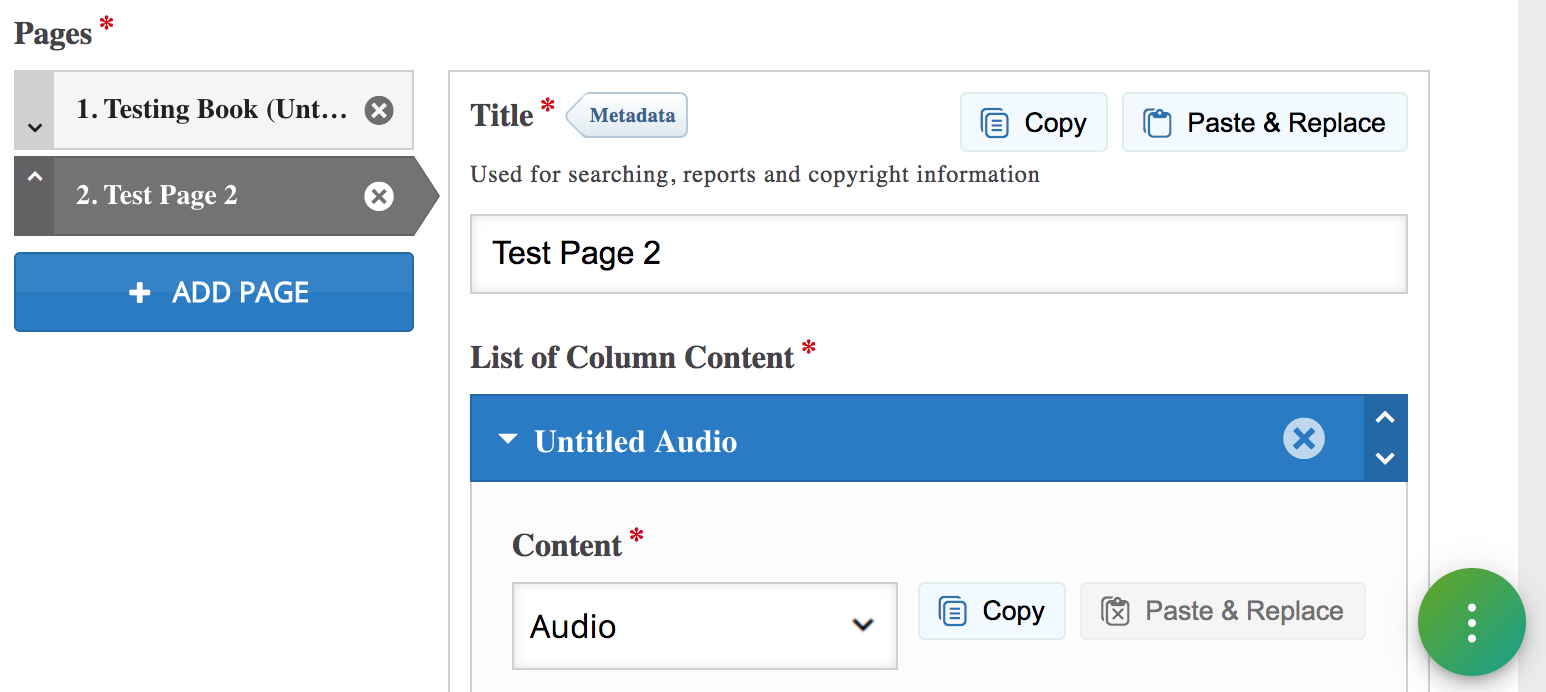 Pages *
1. Testing Book (Unt...
2. Test Page 2
+ ADD PAGE
Title * Metadata
Copy
Paste & Replace
Used for searching, reports and copyright information
Test Page 2
List of Column Content *
Untitled Audio
Content *
Audio
Copy
Paste & Replace